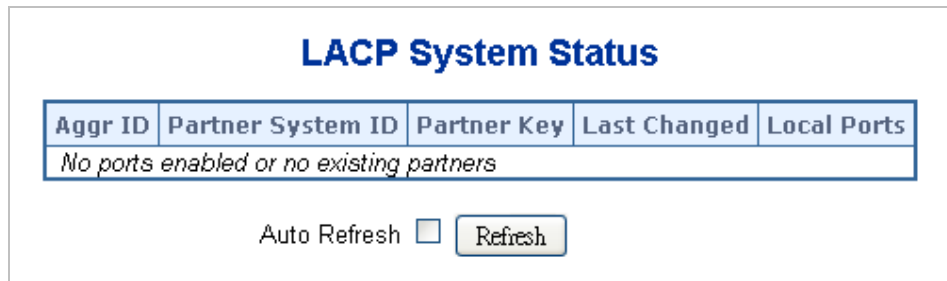 LACP System Status
Aggr ID Partner System ID Partner Key Last Changed Local Ports
No ports enabled or no existing partners
Auto Refresh Refresh